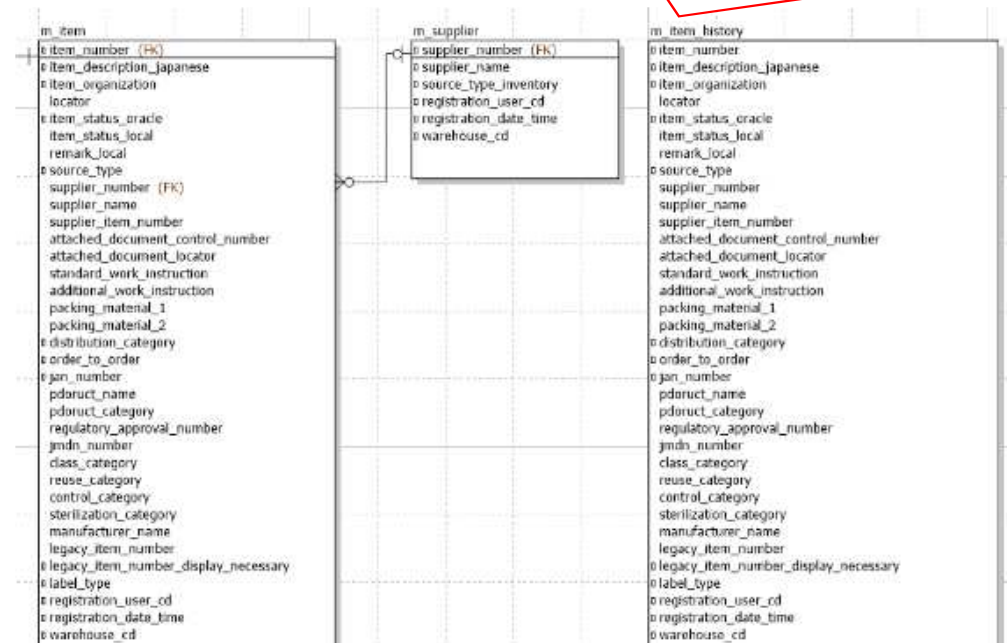 m_item
item_number (FK)
item_description_japanese
item_organization
locator
item_status_oracle
item_status_local
remark_local
source_type
supplier_number (FK)
supplier_name
supplier_item_number
attached_document_control_number
attached_document_locator
standard_work_instruction
additional_work_instruction
packing_material_1
packing_material_2
distribution_category
order_to_order
jan_number
pdoruct_name
pdoruct_category
regulatory_approval_number
jmdn_number
class_category
reuse_category
control_category
sterilization_category
manufacturer_name
legacy_item_number
legacy_item_number_display_necessary
label_type
registration_user_cd
registration_date_time
warehouse_cd
m_supplier
supplier_number (FK)
supplier_name
source_type_inventory
registration_user_cd
registration_date_time
warehouse_cd
m_item_history
item_number
item_description_japanese
item_organization
locator
item_status_oracle
item_status_local
remark_local
source_type
supplier_number
supplier_name
supplier_item_number
attached_document_control_number
attached_document_locator
standard_work_instruction
additional_work_instruction
packing_material_1
packing_material_2
distribution_category
order_to_order
jan_number
pdoruct_name
pdoruct_category
regulatory_approval_number
jmdn_number
class_category
reuse_category
control_category
sterilization_category
manufacturer_name
legacy_item_number
legacy_item_number_display_necessary
label_type
registration_user_cd
registration_date_time
warehouse_cd